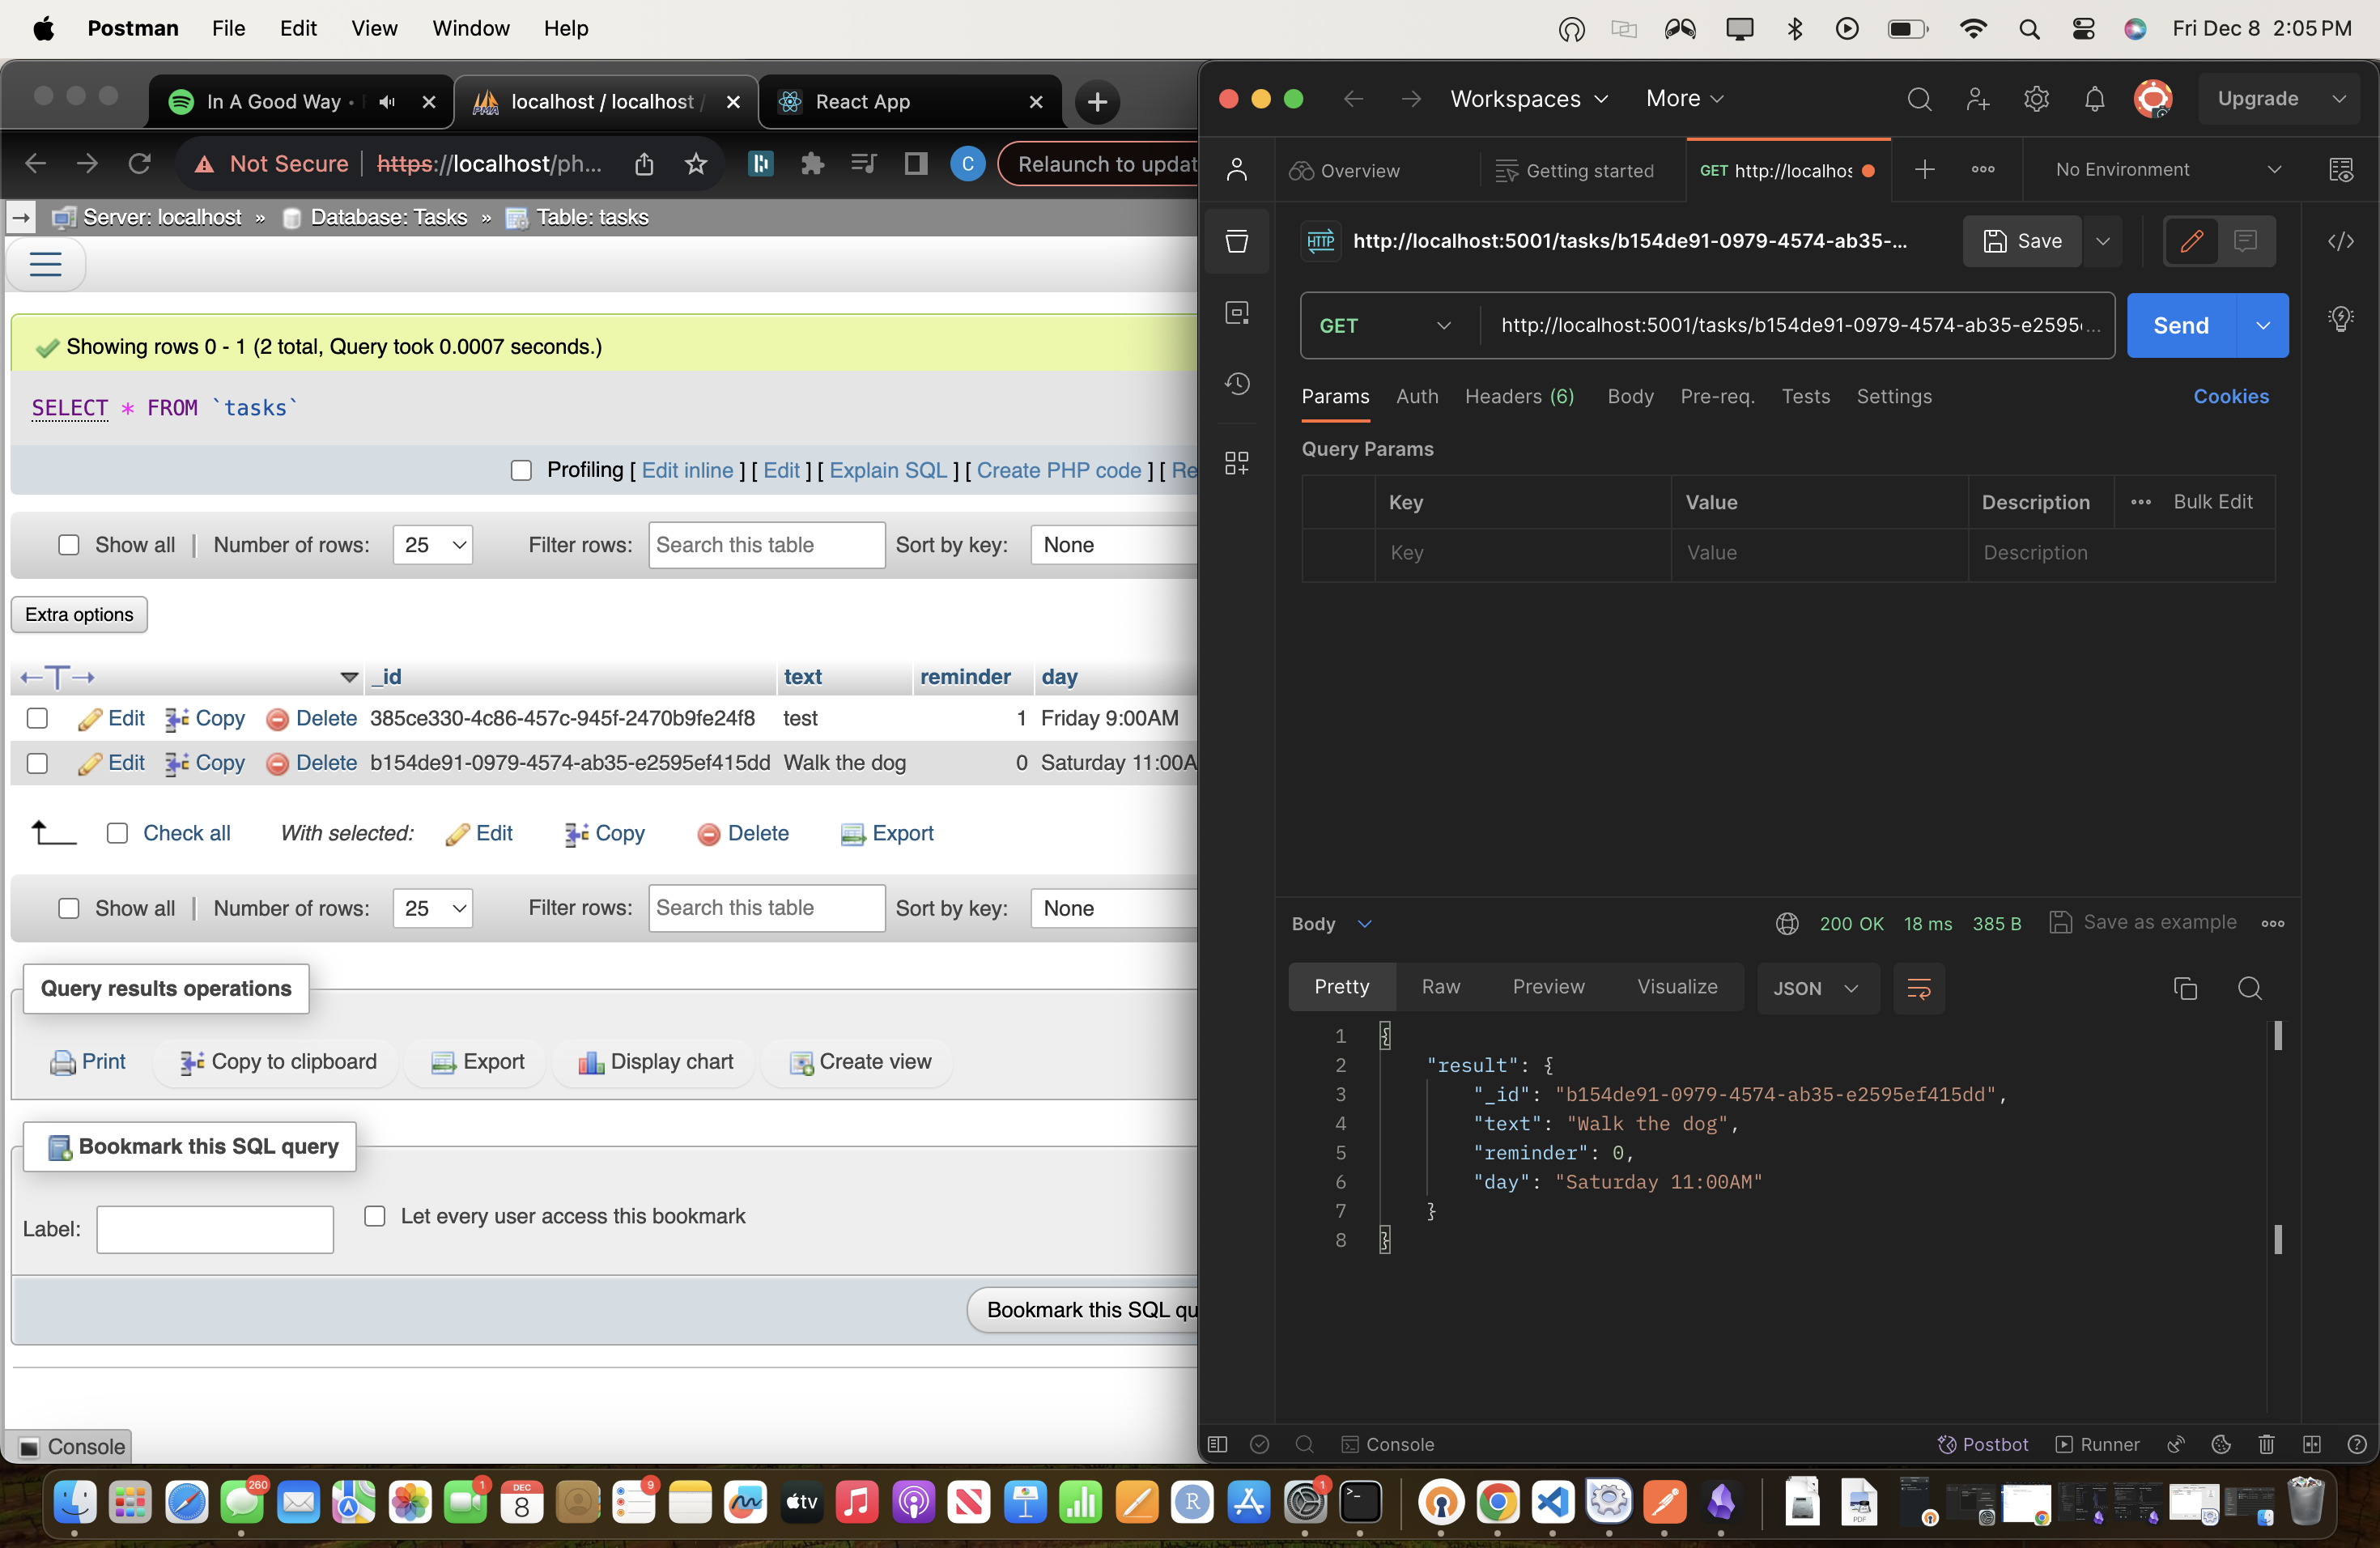 Postman File Edit View Window Help Fri Dec 8 2:05 PM
In A Good Way •
localhost / localhost /
React App
Not Secure https://localhost/ph...
C
Relaunch to updat
Server: localhost » Database: Tasks » Table: tasks
Showing rows 0 - 1 (2 total, Query took 0.0007 seconds.)
SELECT * FROM `tasks`
Profiling [ Edit inline ] [ Edit ] [ Explain SQL ] [ Create PHP code ] [ Re
Show all | Number of rows: 25 Filter rows: Search this table Sort by key: None
Extra options
←T→ _id text reminder day
Edit Copy Delete 385ce330-4c86-457c-945f-2470b9fe24f8 test 1 Friday 9:00AM
Edit Copy Delete b154de91-0979-4574-ab35-e2595ef415dd Walk the dog 0 Saturday 11:00A
Check all With selected: Edit Copy Delete Export
Show all | Number of rows: 25 Filter rows: Search this table Sort by key: None
Query results operations
Print Copy to clipboard Export Display chart Create view
Bookmark this SQL query
Label: Let every user access this bookmark
Bookmark this SQL qu
Console
Workspaces More Upgrade
Overview Getting started GET http://localhos No Environment
HTTP http://localhost:5001/tasks/b154de91-0979-4574-ab35-... Save
GET http://localhost:5001/tasks/b154de91-0979-4574-ab35-e2595 ... Send
Params Auth Headers (6) Body Pre-req. Tests Settings Cookies
Query Params
Key Value Description Bulk Edit
Key Value Description
Body 200 OK 18 ms 385 B Save as example
Pretty Raw Preview Visualize JSON
1 {
2 "result": {
3 "_id": "b154de91-0979-4574-ab35-e2595ef415dd",
4 "text": "Walk the dog",
5 "reminder": 0,
6 "day": "Saturday 11:00AM"
7 }
8 }
Console Postbot Runner
260 1 DEC 8 9 tv R 1 PDF